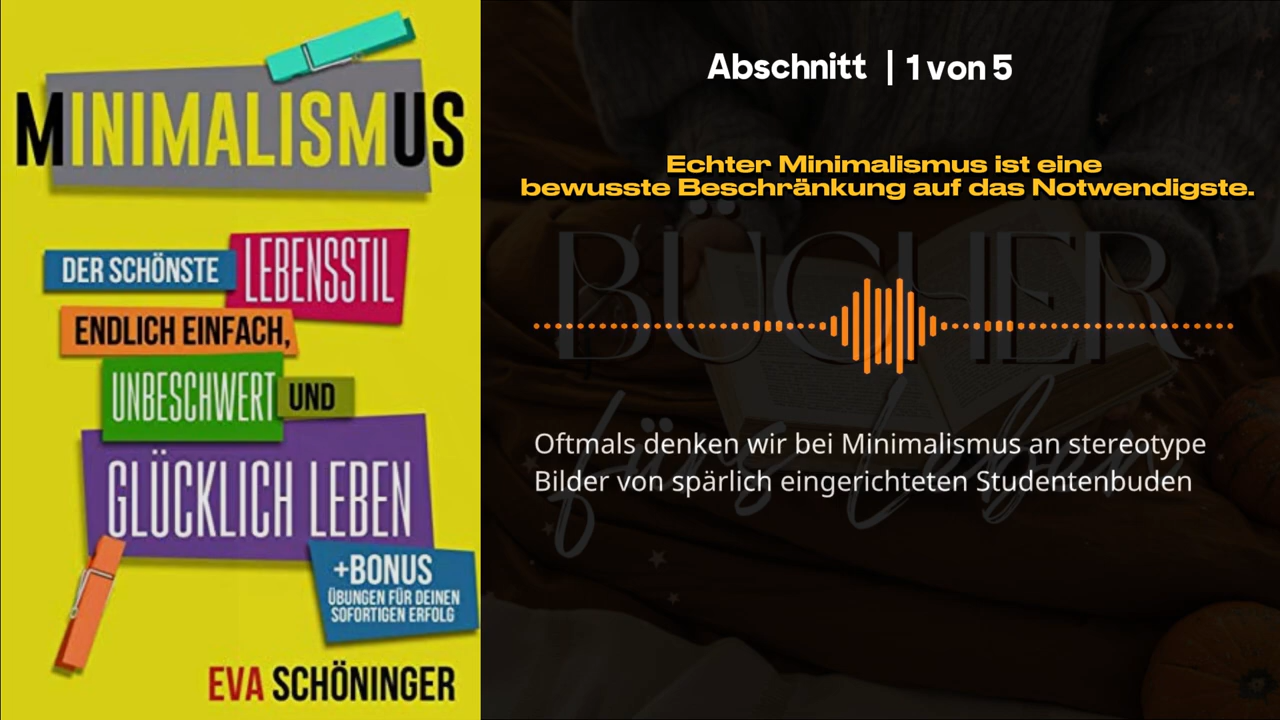 MINIMALISMUS
DER SCHÖNSTE LEBENSSTIL
ENDLICH EINFACH,
UNBESCHWERT UND
GLÜCKLICH LEBEN
+BONUS
ÜBUNGEN FÜR DEINEN
SOFORTIGEN ERFOLG
EVA SCHÖNINGER
Abschnitt | 1 von 5
Echter Minimalismus ist eine
bewusste Beschränkung auf das Notwendigste.
BÜCHER
fürs Leben
Oftmals denken wir bei Minimalismus an stereotype
Bilder von spärlich eingerichteten Studentenbuden